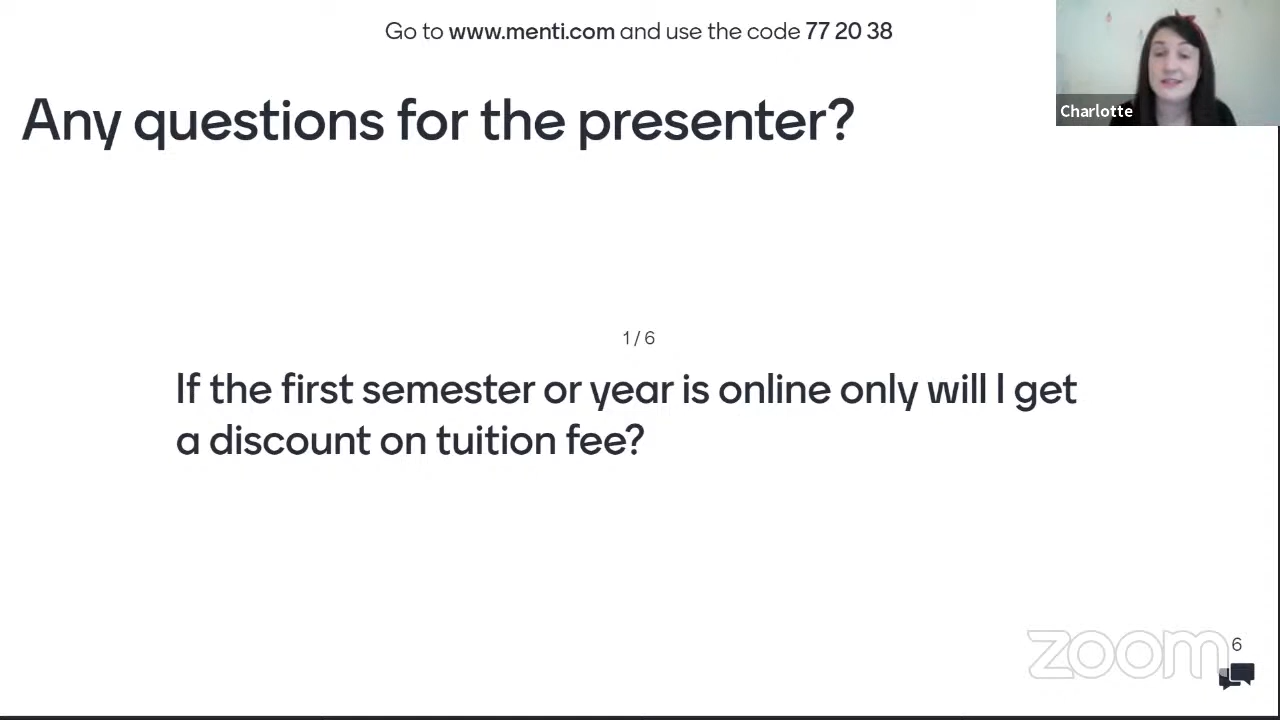 Go to www.menti.com and use the code 77 20 38
Charlotte
Any questions for the presenter?
1 / 6
If the first semester or year is online only will I get
a discount on tuition fee?
zoom
6